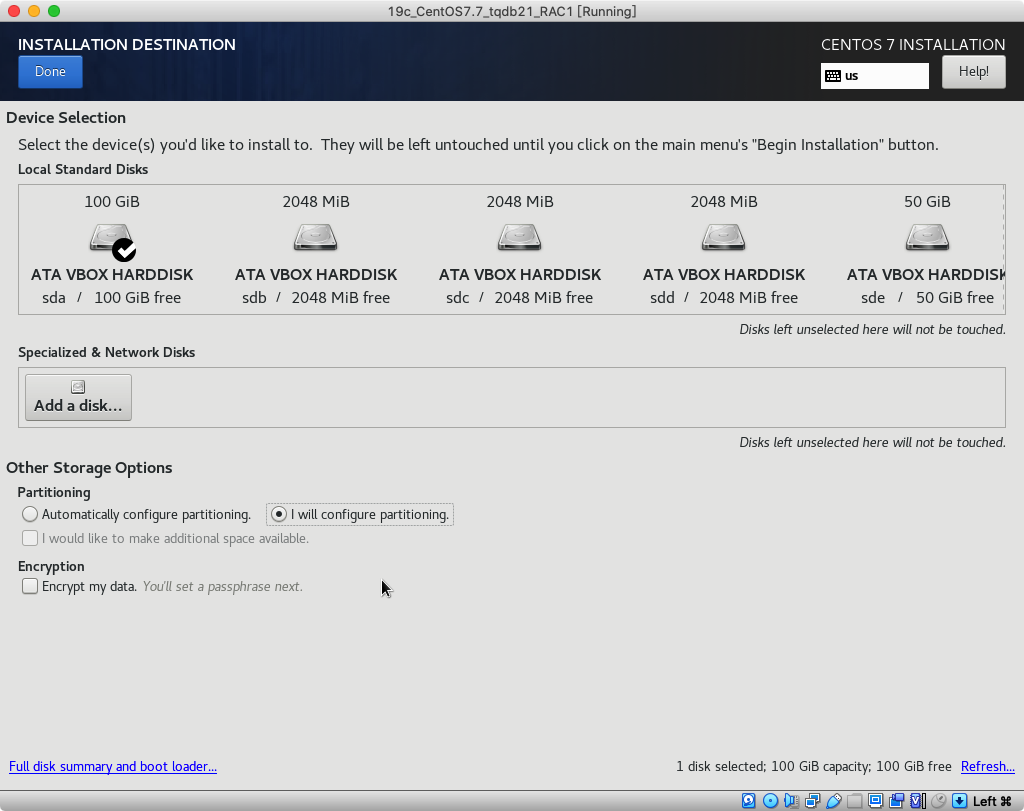 19c_CentOS7.7_tqdb21_RAC1 [Running]
INSTALLATION DESTINATION
CENTOS 7 INSTALLATION
Done
us
Help!
Device Selection
Select the device(s) you'd like to install to.  They will be left untouched until you click on the main menu's "Begin Installation" button.
Local Standard Disks
100 GiB 2048 MiB 2048 MiB 2048 MiB 50 GiB
ATA VBOX HARDDISK ATA VBOX HARDDISK ATA VBOX HARDDISK ATA VBOX HARDDISK ATA VBOX HARDDISK
sda / 100 GiB free sdb / 2048 MiB free sdc / 2048 MiB free sdd / 2048 MiB free sde / 50 GiB free
Disks left unselected here will not be touched.
Specialized & Network Disks
Add a disk...
Disks left unselected here will not be touched.
Other Storage Options
Partitioning
Automatically configure partitioning. I will configure partitioning.
I would like to make additional space available.
Encryption
Encrypt my data. You'll set a passphrase next.
Full disk summary and boot loader... 1 disk selected; 100 GiB capacity; 100 GiB free Refresh...
Left ⌘